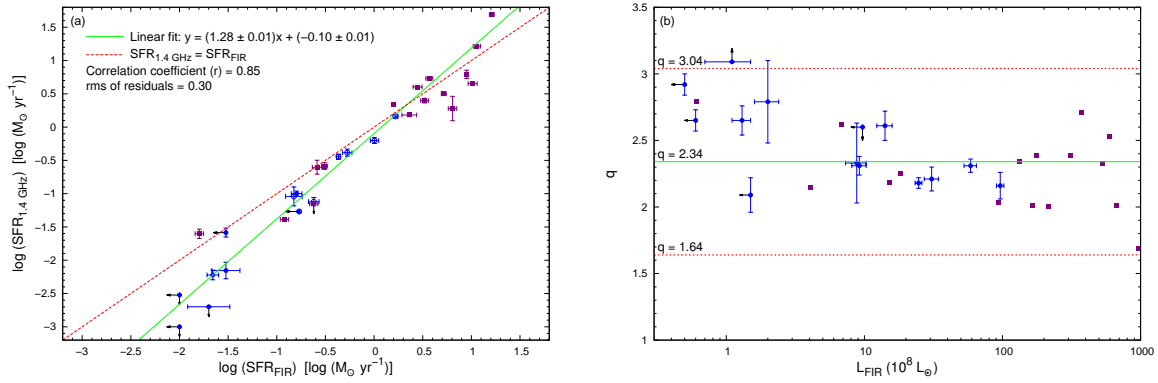 (a)
Linear fit: y = (1.28 ± 0.01)x + (-0.10 ± 0.01)
SFR1.4 GHz = SFRFIR
Correlation coefficient (r) = 0.85
rms of residuals = 0.30
1.5
1
0.5
0
-0.5
-1
-1.5
-2
-2.5
-3
log (SFR1.4 GHz) [log (M⊙ yr−1)]
-3 -2.5 -2 -1.5 -1 -0.5 0 0.5 1 1.5
log (SFRFIR) [log (M⊙ yr−1)]
(b)
3.5
3
2.5
2
1.5
1
q
q = 3.04
q = 2.34
q = 1.64
1 10 100 1000
LFIR (10^8 L⊙)